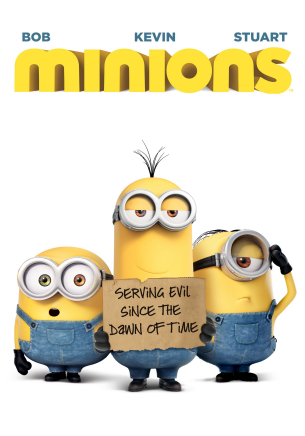 BOB KEVIN STUART
minions
SERVING EVIL
SINCE THE
DAWN OF TIME